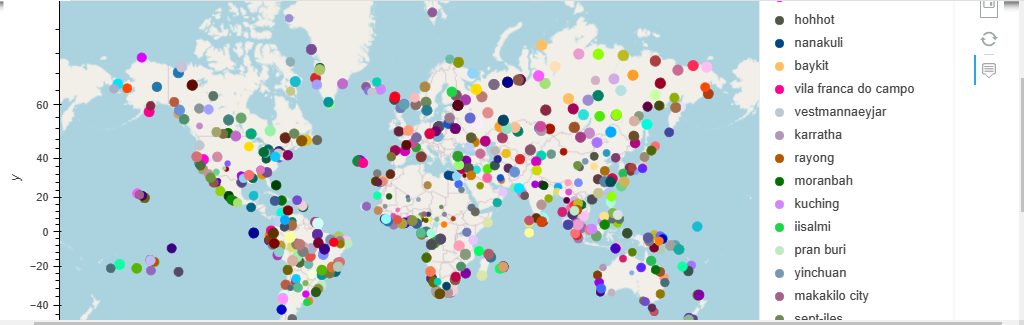 hohhot
nanakuli
baykit
vila franca do campo
vestmannaeyjar
karratha
rayong
moranbah
kuching
iisalmi
pran buri
yinchuan
makakilo city
sept-iles
60
40
20
0
−20
−40
y